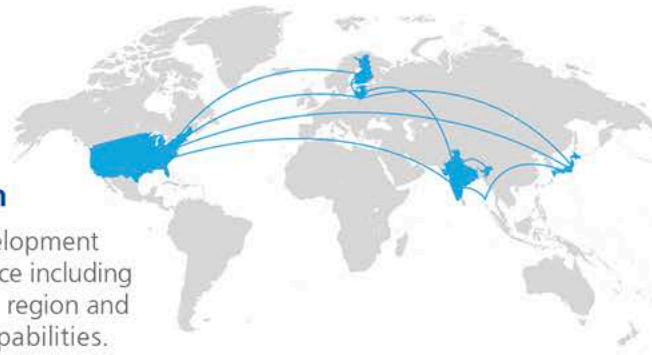 n
elopment
ce including
region and
pabilities.